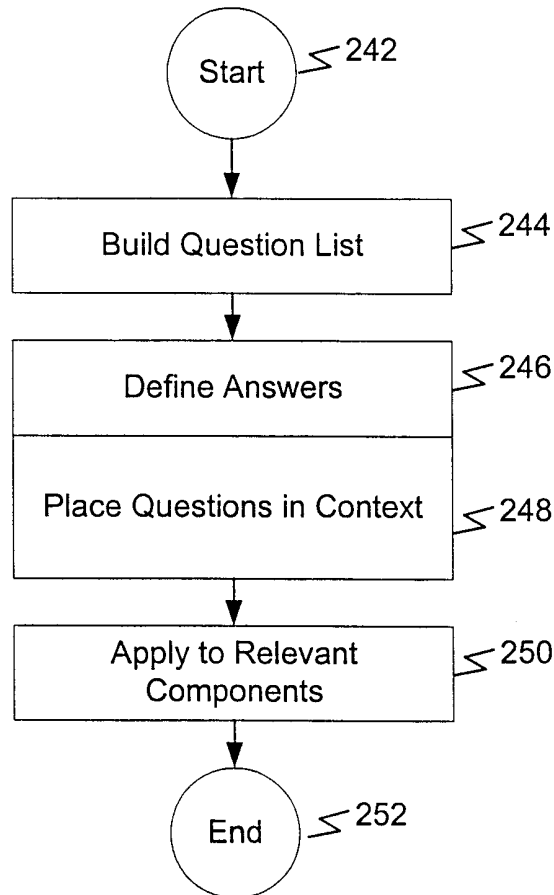 Start 242
Build Question List 244
Define Answers 246
Place Questions in Context 248
Apply to Relevant 250
Components
End 252